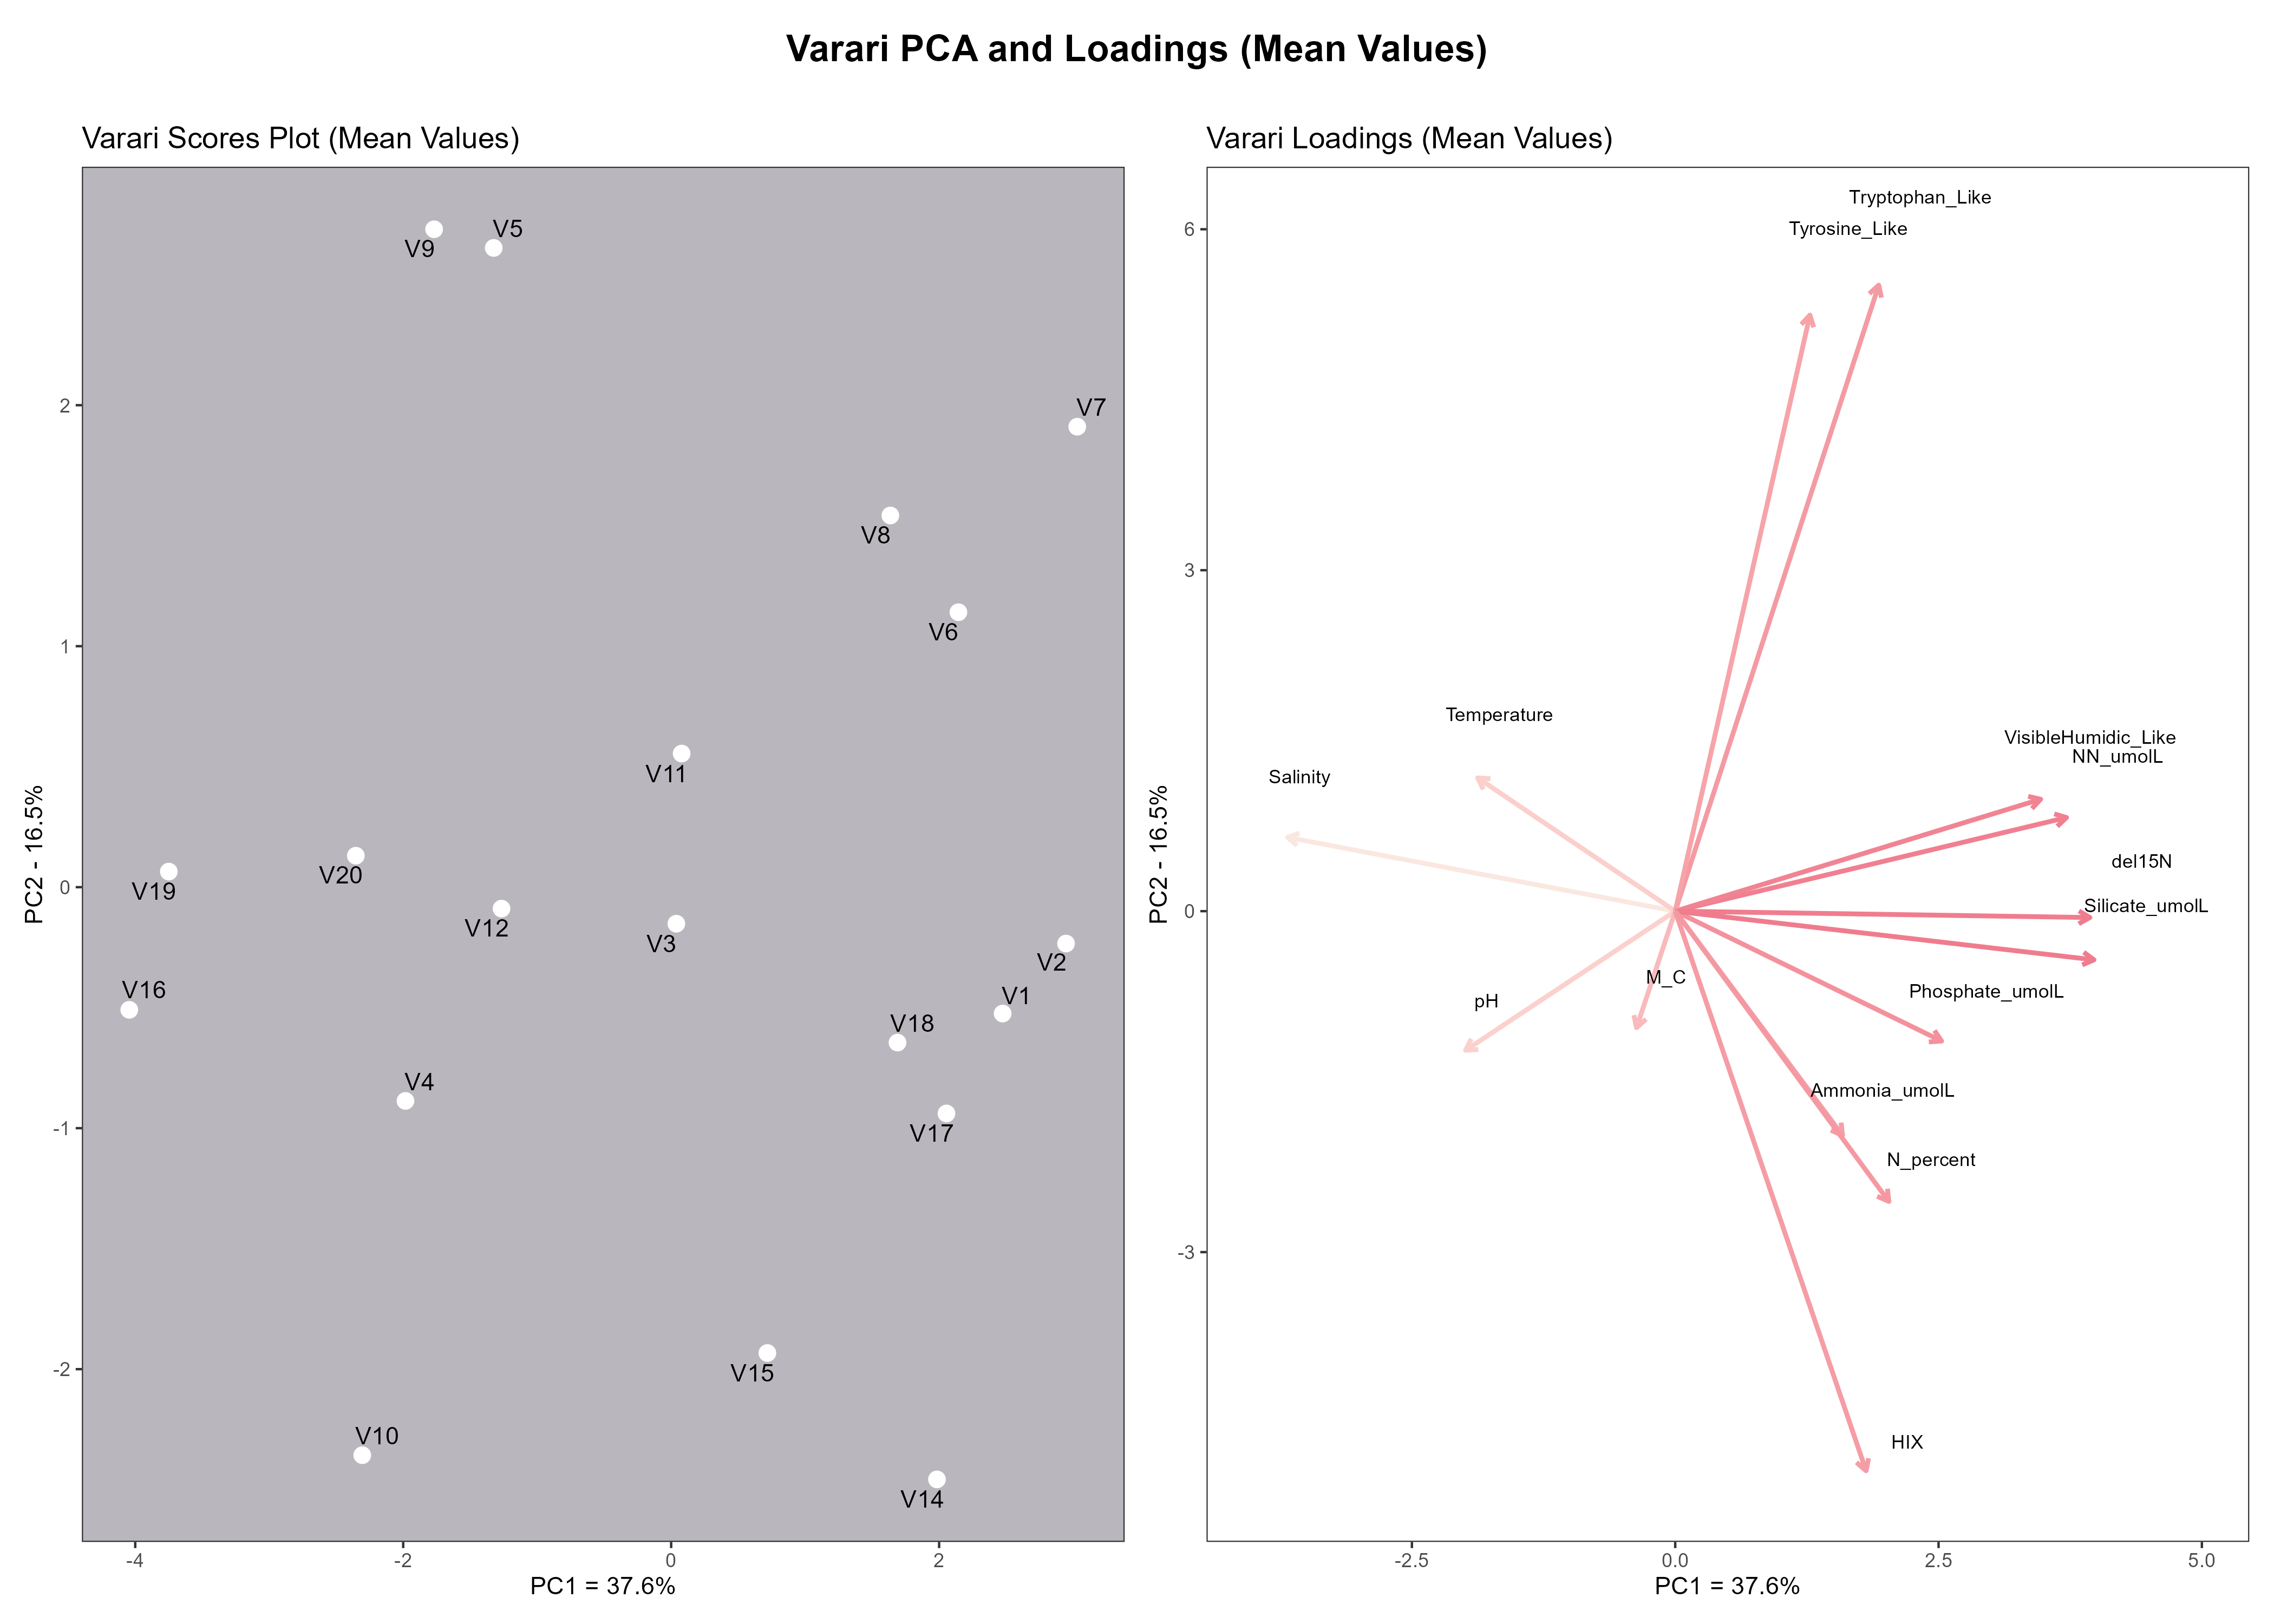 Varari PCA and Loadings (Mean Values)
Varari Scores Plot (Mean Values)
V9
V5
V7
V8
V6
V11
V20
V19
V12
V3
V2
V16
V1
V18
V4
V17
V15
V10
V14
2
1
0
-1
-2
-4
-2
0
2
PC2 - 16.5%
PC1 = 37.6%
Varari Loadings (Mean Values)
Tryptophan_Like
Tyrosine_Like
Temperature
VisibleHumidic_Like
NN_umolL
Salinity
del15N
Silicate_umolL
M_C
pH
Phosphate_umolL
Ammonia_umolL
N_percent
HIX
6
3
0
-3
-2.5
0.0
2.5
5.0
PC2 - 16.5%
PC1 = 37.6%